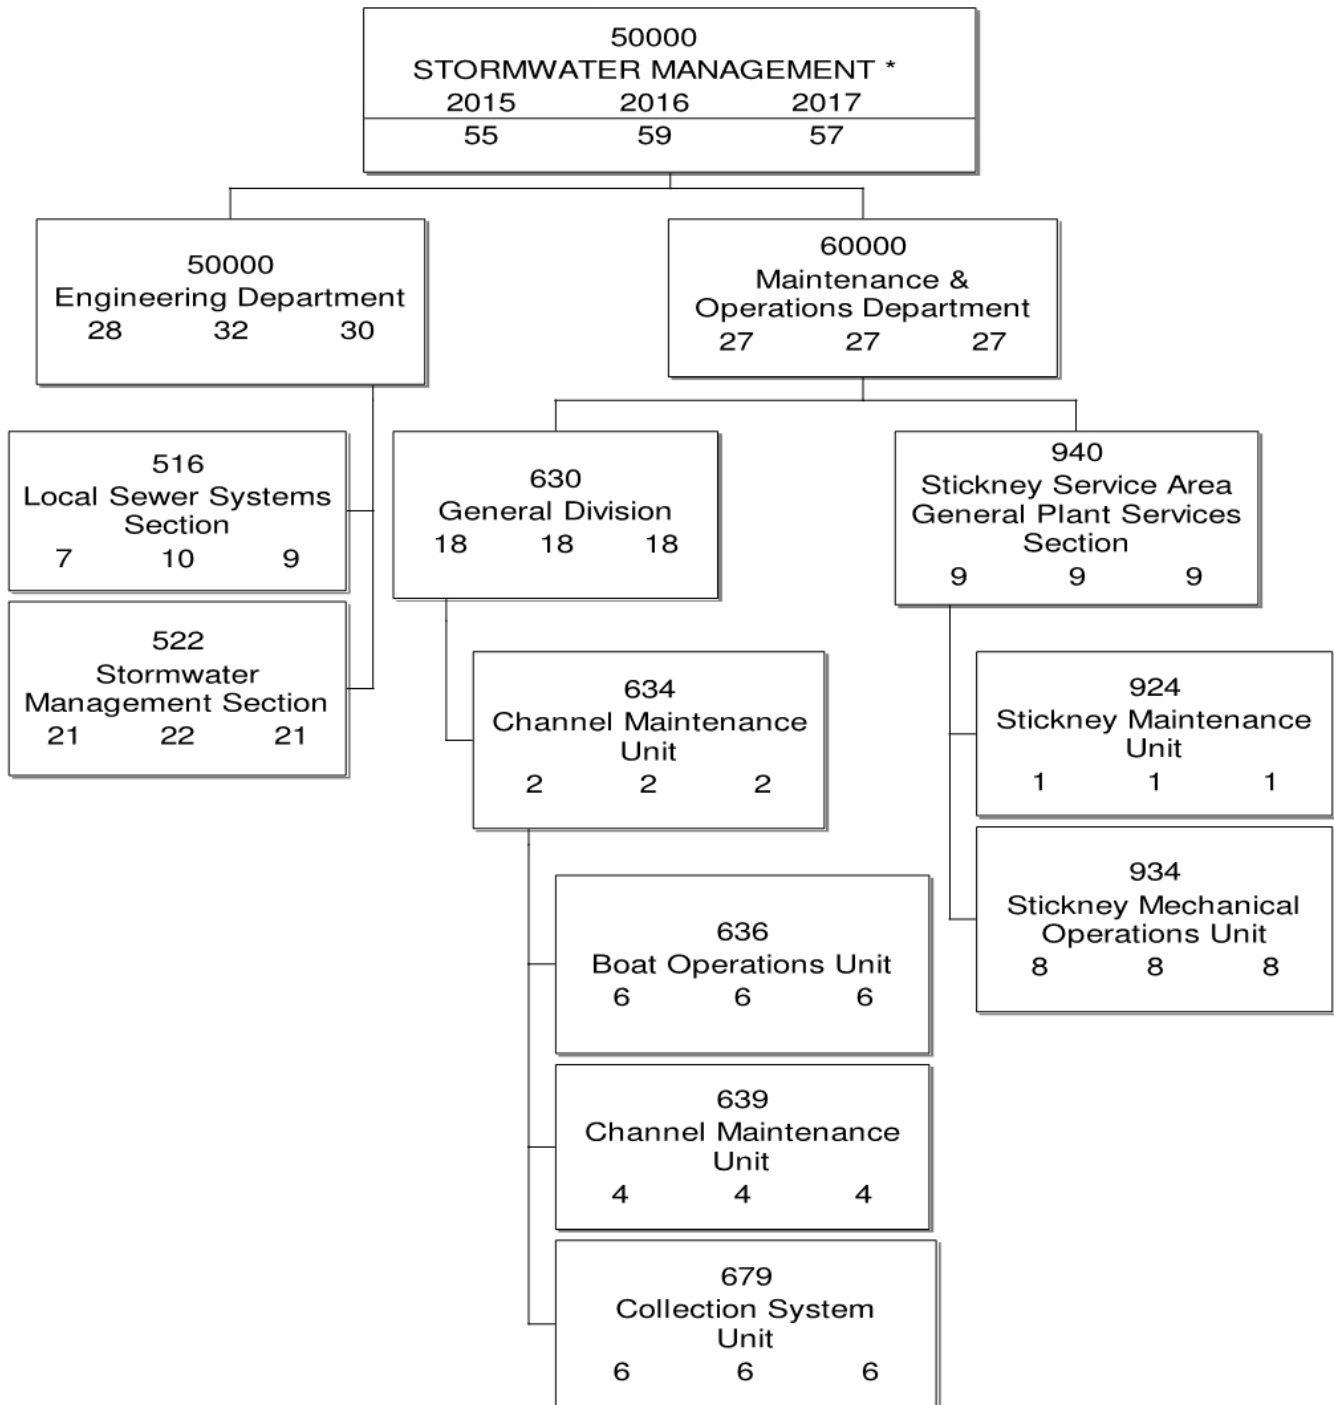 50000
STORMWATER MANAGEMENT *
2015 2016 2017
55 59 57
50000
Engineering Department
28 32 30
60000
Maintenance &
Operations Department
27 27 27
516
Local Sewer Systems
Section
7 10 9
522
Stormwater
Management Section
21 22 21
630
General Division
18 18 18
634
Channel Maintenance
Unit
2 2 2
636
Boat Operations Unit
6 6 6
639
Channel Maintenance
Unit
4 4 4
679
Collection System
Unit
6 6 6
940
Stickney Service Area
General Plant Services
Section
9 9 9
924
Stickney Maintenance
Unit
1 1 1
934
Stickney Mechanical
Operations Unit
8 8 8